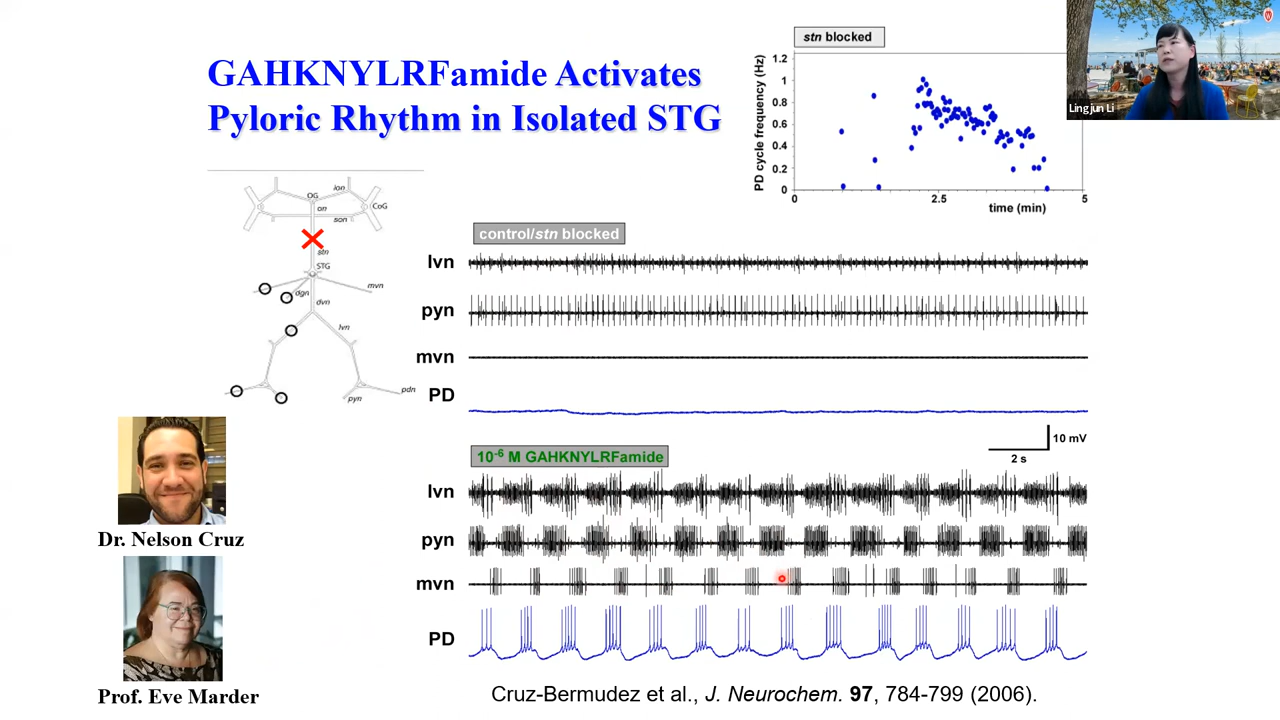 GAHKNYLRFamide Activates
Pyloric Rhythm in Isolated STG
stn blocked
PD cycle frequency (Hz)
1.2
1
0.8
0.6
0.4
0.2
0
0
2.5
5
time (min)
Lingjun Li
ion
OG
on
CoG
son
stn
STG
mvn
dgn
dvn
lvn
pdn
pyn
control/stn blocked
lvn
pyn
mvn
PD
10 mV
2 s
10-6 M GAHKNYLRFamide
lvn
pyn
mvn
PD
Dr. Nelson Cruz
Prof. Eve Marder
Cruz-Bermudez et al., J. Neurochem. 97, 784-799 (2006).